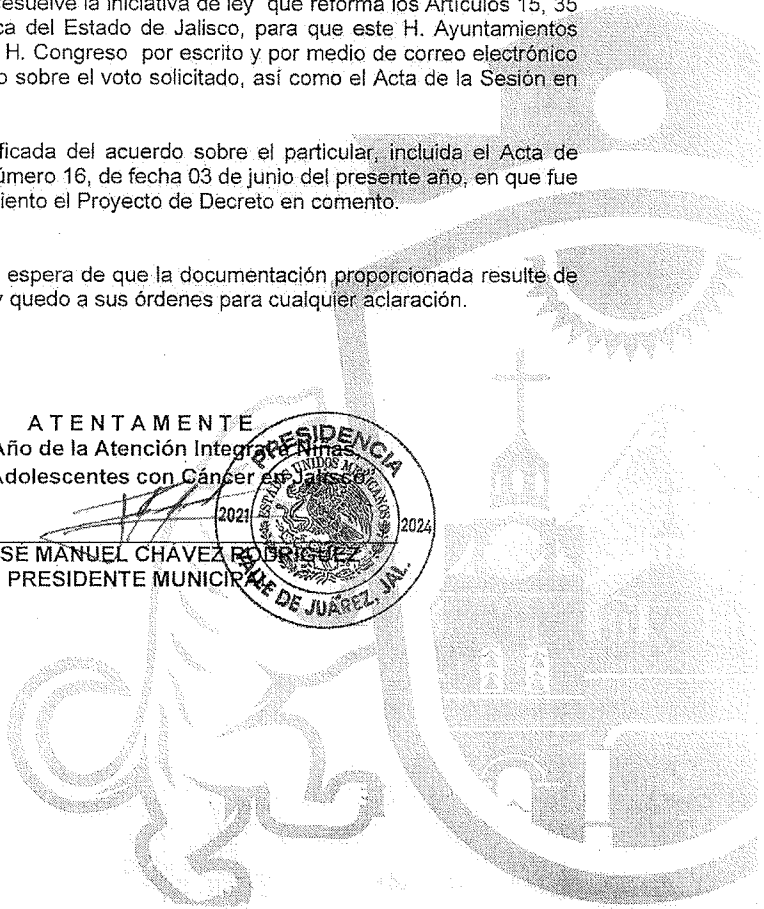 resuelve la iniciativa de ley que reforma los Artículos 15, 35
ca del Estado de Jalisco, para que este H. Ayuntamientos
H. Congreso por escrito y por medio de correo electrónico
o sobre el voto solicitado, así como el Acta de la Sesión en
ficada del acuerdo sobre el particular, incluida el Acta de
úmero 16, de fecha 03 de junio del presente año, en que fue
iento el Proyecto de Decreto en comento.
espera de que la documentación proporcionada resulte de
y quedo a sus órdenes para cualquier aclaración.
A T E N T A M E N T E
Año de la Atención Integral a Niñas,
Adolescentes con Cáncer en Jalisco
SÉ MANUEL CHÁVEZ RODRÍGUEZ
PRESIDENTE MUNICIPAL
PRESIDENCIA
ESTADOS UNIDOS MEXICANOS
2021
2024
VALLE DE JUÁREZ, JAL.